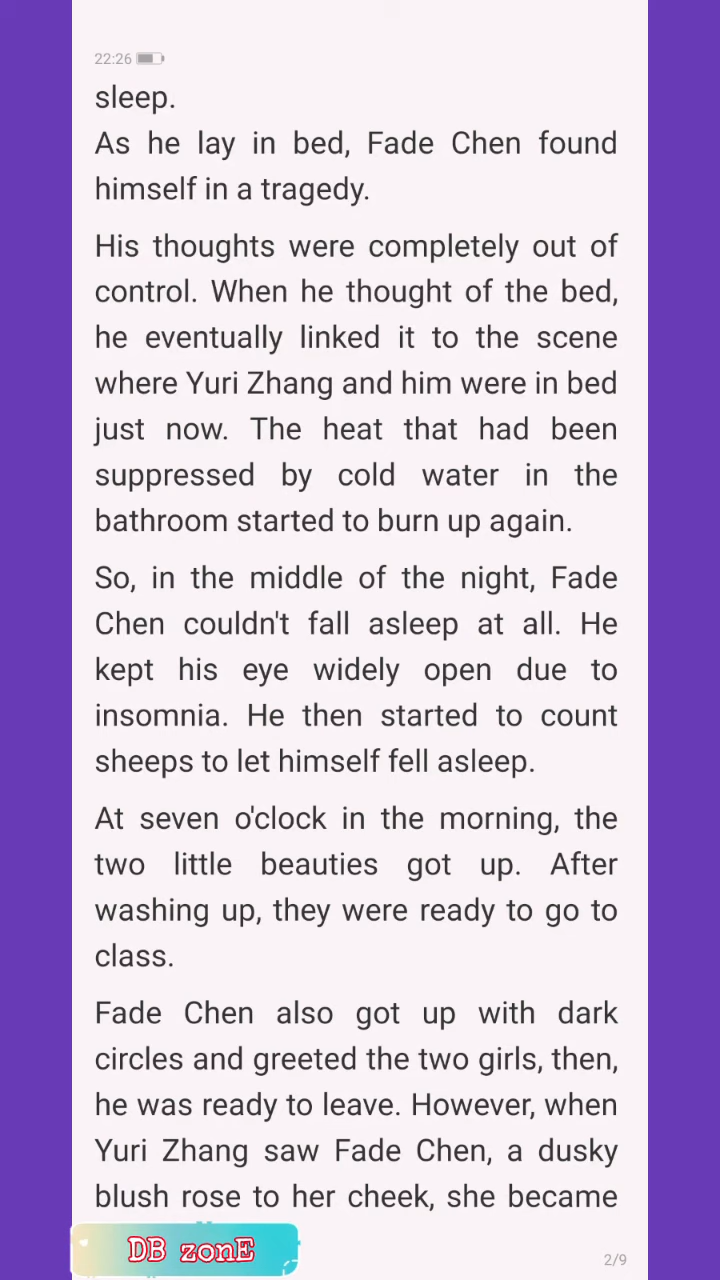 22:26
sleep.
As he lay in bed, Fade Chen found
himself in a tragedy.
His thoughts were completely out of
control. When he thought of the bed,
he eventually linked it to the scene
where Yuri Zhang and him were in bed
just now. The heat that had been
suppressed by cold water in the
bathroom started to burn up again.
So, in the middle of the night, Fade
Chen couldn't fall asleep at all. He
kept his eye widely open due to
insomnia. He then started to count
sheeps to let himself fell asleep.
At seven o'clock in the morning, the
two little beauties got up. After
washing up, they were ready to go to
class.
Fade Chen also got up with dark
circles and greeted the two girls, then,
he was ready to leave. However, when
Yuri Zhang saw Fade Chen, a dusky
blush rose to her cheek, she became
DB zonE
2/9